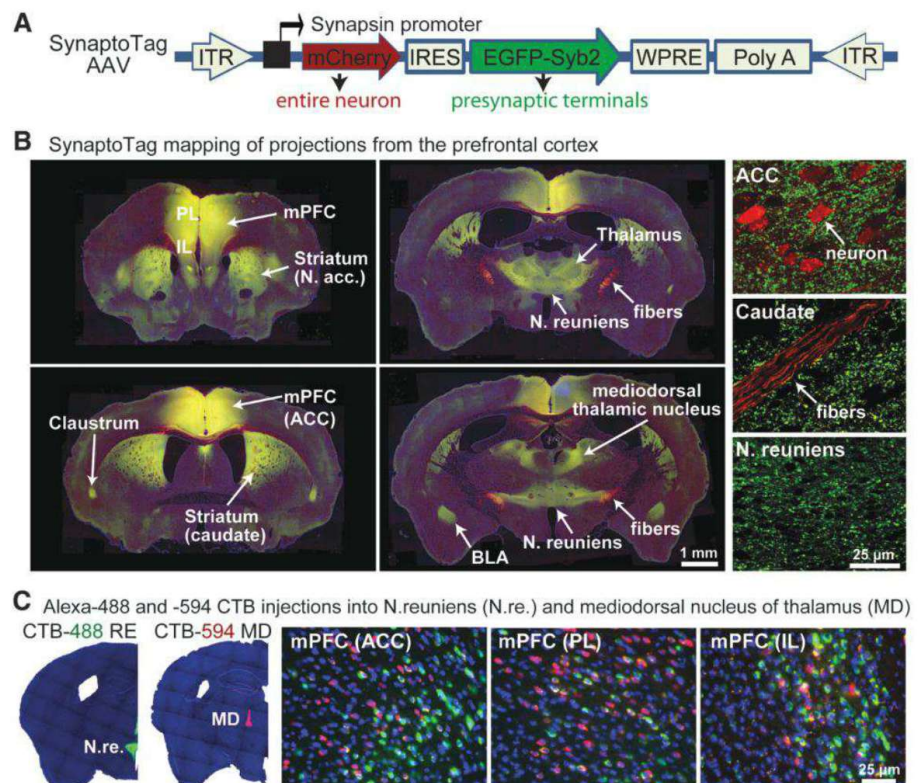 A
Synapsin promoter
SynaptoTag
AAV
ITR
mCherry
IRES
EGFP-Syb2
WPRE
Poly A
ITR
entire neuron
presynaptic terminals
B SynaptoTag mapping of projections from the prefrontal cortex
PL
IL
mPFC
Striatum
(N. acc.)
Thalamus
N. reuniens
fibers
ACC
neuron
Claustrum
mPFC
(ACC)
Striatum
(caudate)
mediodorsal
thalamic nucleus
BLA
N. reuniens
fibers
1 mm
Caudate
fibers
N. reuniens
25 µm
C Alexa-488 and -594 CTB injections into N.reuniens (N.re.) and mediodorsal nucleus of thalamus (MD)
CTB-488 RE
N.re.
CTB-594 MD
MD
mPFC (ACC)
mPFC (PL)
mPFC (IL)
25 µm